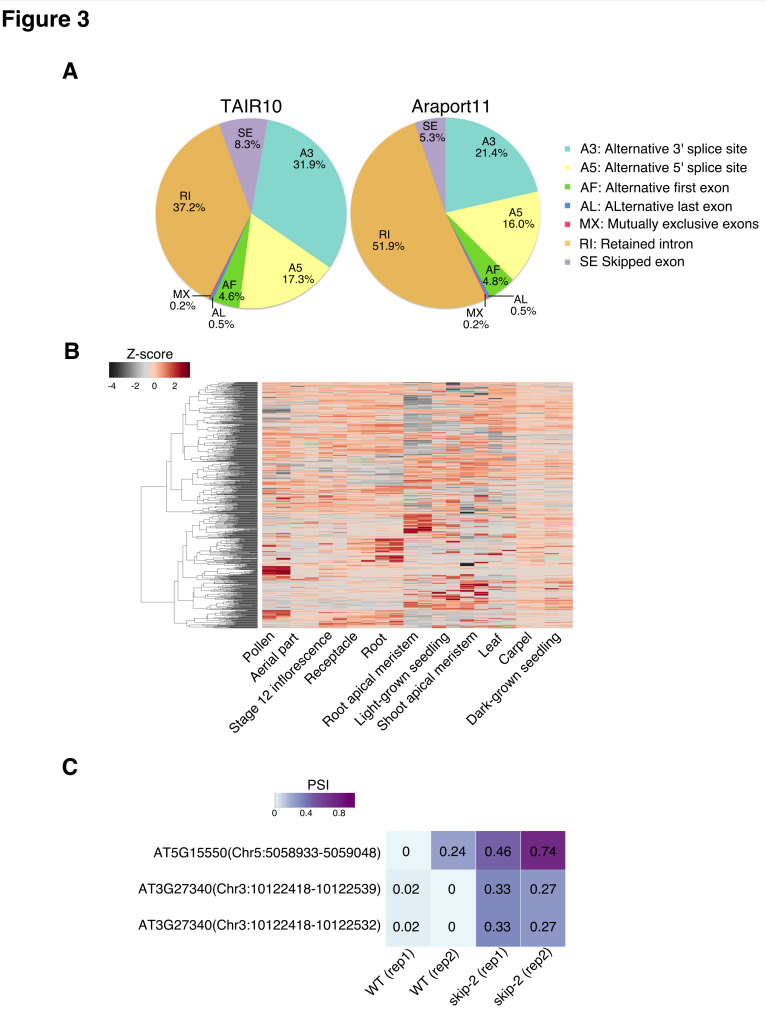 Figure 3
A
TAIR10
Araport11
SE
8.3%
A3
31.9%
RI
37.2%
A5
17.3%
AF
4.6%
MX
0.2%
AL
0.5%
SE
5.3%
A3
21.4%
A5
16.0%
RI
51.9%
AF
4.8%
MX
0.2%
AL
0.5%
A3: Alternative 3' splice site
A5: Alternative 5' splice site
AF: Alternative first exon
AL: ALternative last exon
MX: Mutually exclusive exons
RI: Retained intron
SE Skipped exon
B
Z-score
-4 -2 0 2
Pollen
Aerial part
Stage 12 inflorescence
Receptacle
Root
Root apical meristem
Light-grown seedling
Shoot apical meristem
Leaf
Carpel
Dark-grown seedling
C
PSI
0 0.4 0.8
AT5G15550(Chr5:5058933-5059048) 0 0.24 0.46 0.74
AT3G27340(Chr3:10122418-10122539) 0.02 0 0.33 0.27
AT3G27340(Chr3:10122418-10122532) 0.02 0 0.33 0.27
WT (rep1)
WT (rep2)
skip-2 (rep1)
skip-2 (rep2)